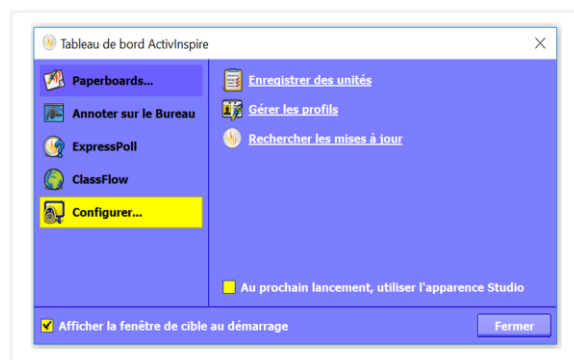 Tableau de bord ActivInspire
Paperboards...
Annoter sur le Bureau
ExpressPoll
ClassFlow
Configurer...
Enregistrer des unités
Gérer les profils
Rechercher les mises à jour
Au prochain lancement, utiliser l'apparence Studio
Afficher la fenêtre de cible au démarrage
Fermer